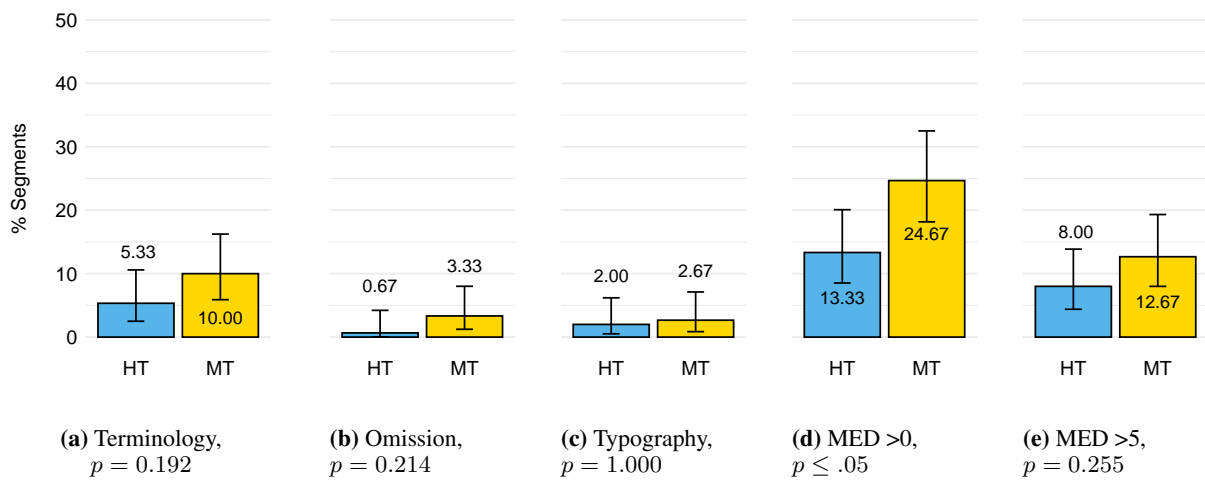 50
40
30
20
10
0
% Segments
5.33
10.00
0.67
3.33
2.00
2.67
13.33
24.67
8.00
12.67
HT MT
HT MT
HT MT
HT MT
HT MT
(a) Terminology,
p = 0.192
(b) Omission,
p = 0.214
(c) Typography,
p = 1.000
(d) MED >0,
p ≤ .05
(e) MED >5,
p = 0.255